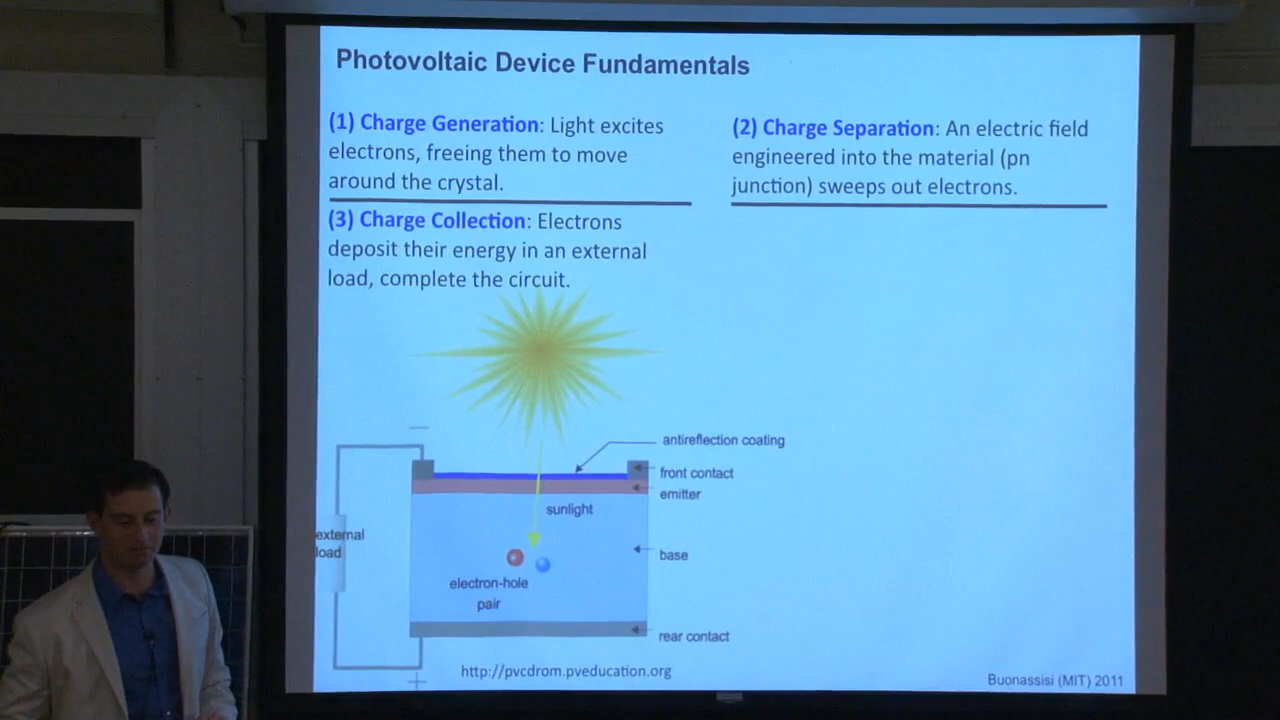 Photovoltaic Device Fundamentals
(1) Charge Generation: Light excites
electrons, freeing them to move
around the crystal.
(2) Charge Separation: An electric field
engineered into the material (pn
junction) sweeps out electrons.
(3) Charge Collection: Electrons
deposit their energy in an external
load, complete the circuit.
antireflection coating
front contact
emitter
sunlight
external
load
base
electron-hole
pair
rear contact
http://pvcdrom.pveducation.org
Buonassisi (MIT) 2011